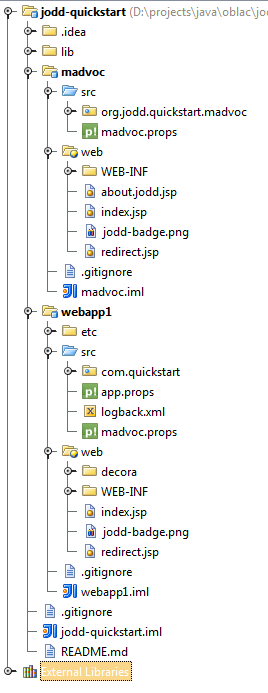 jodd-quickstart (D:\projects\java\oblac\jo
.idea
lib
madvoc
src
org.jodd.quickstart.madvoc
madvoc.props
web
WEB-INF
about.jodd.jsp
index.jsp
jodd-badge.png
redirect.jsp
.gitignore
madvoc.iml
webapp1
etc
src
com.quickstart
app.props
logback.xml
madvoc.props
web
decora
WEB-INF
index.jsp
jodd-badge.png
redirect.jsp
.gitignore
webapp1.iml
.gitignore
jodd-quickstart.iml
README.md
External Libraries